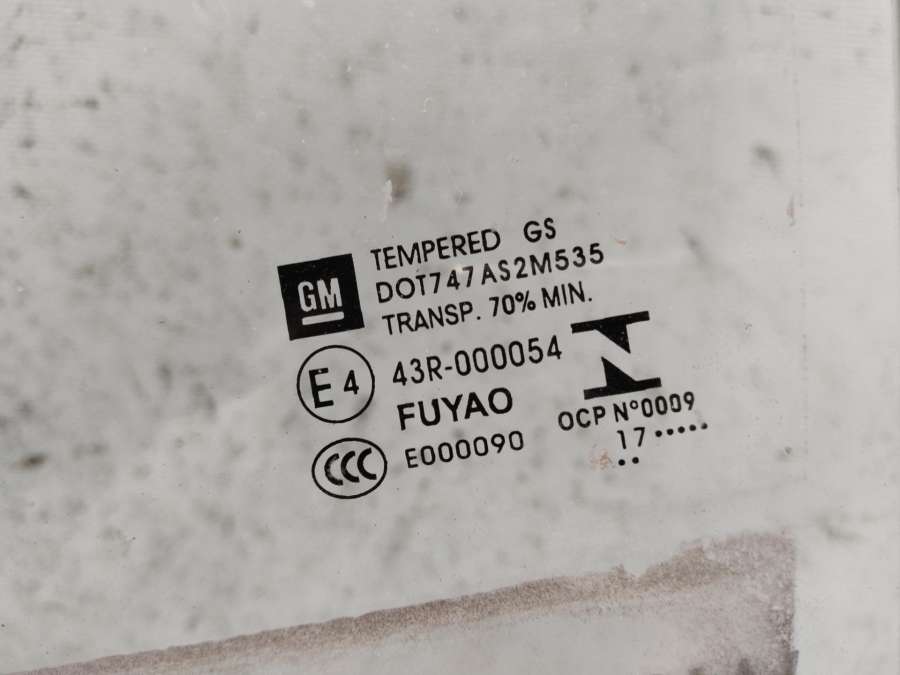 GM
TEMPERED GS
DOT747AS2M535
TRANSP. 70% MIN.
E4 43R-000054
FUYAO
CCC E000090
OCP N°0009
17 •••••
••